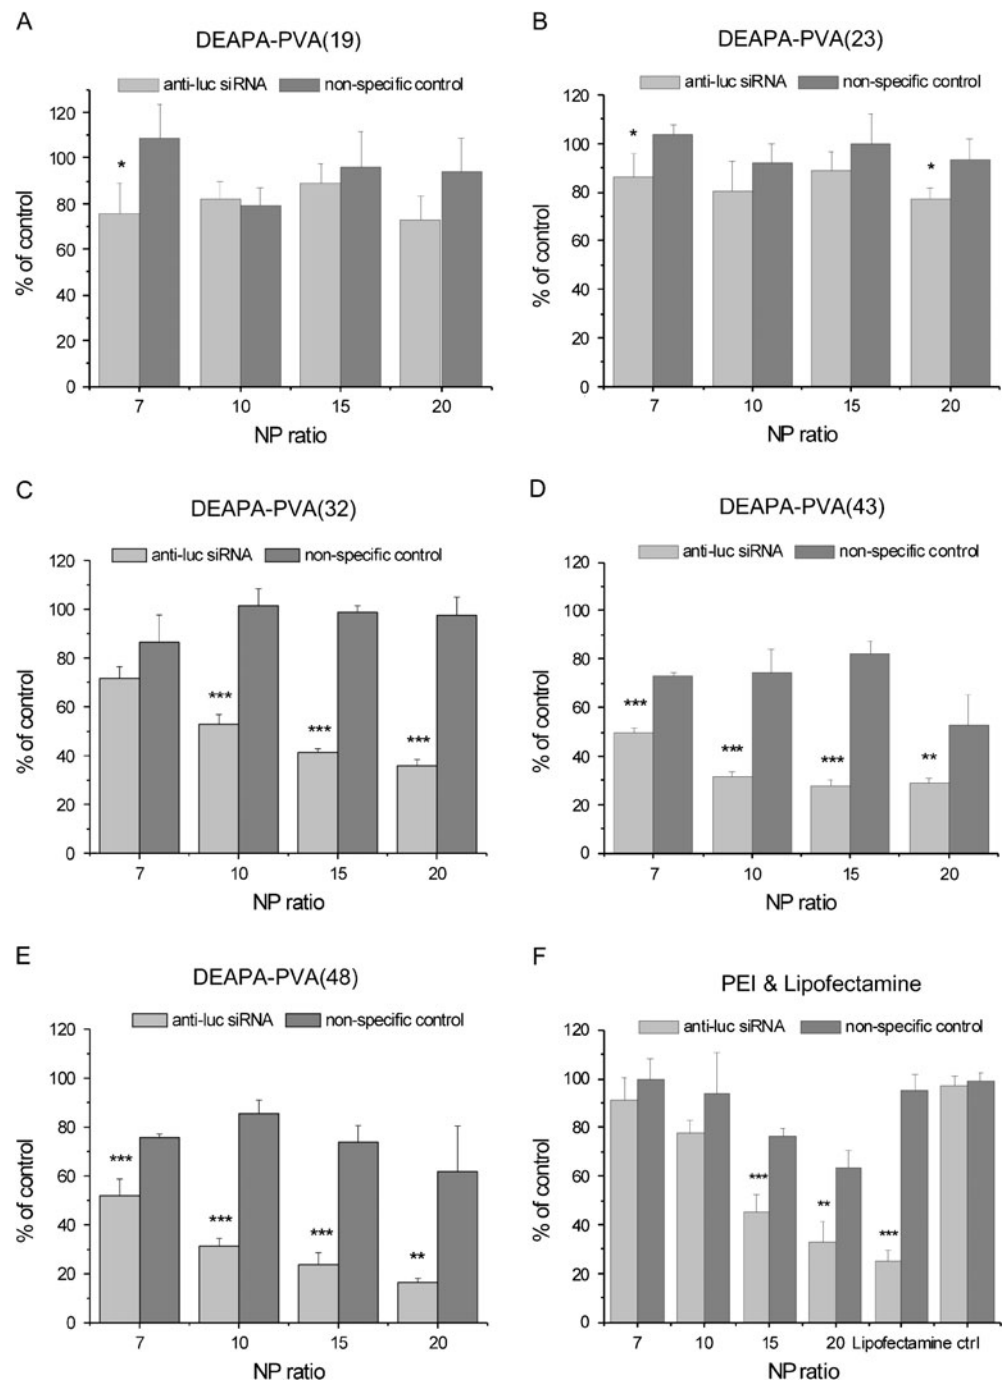 A
DEAPA-PVA(19)
anti-luc siRNA non-specific control
120
100
80
60
40
20
0
% of control
*
7 10 15 20
NP ratio
B
DEAPA-PVA(23)
anti-luc siRNA non-specific control
120
100
80
60
40
20
0
% of control
* *
7 10 15 20
NP ratio
C
DEAPA-PVA(32)
anti-luc siRNA non-specific control
120
100
80
60
40
20
0
% of control
*** *** ***
7 10 15 20
NP ratio
D
DEAPA-PVA(43)
anti-luc siRNA non-specific control
120
100
80
60
40
20
0
% of control
*** *** *** **
7 10 15 20
NP ratio
E
DEAPA-PVA(48)
anti-luc siRNA non-specific control
120
100
80
60
40
20
0
% of control
*** *** *** **
7 10 15 20
NP ratio
F
PEI & Lipofectamine
anti-luc siRNA non-specific control
120
100
80
60
40
20
0
% of control
*** ** ***
7 10 15 20 Lipofectamine ctrl
NP ratio